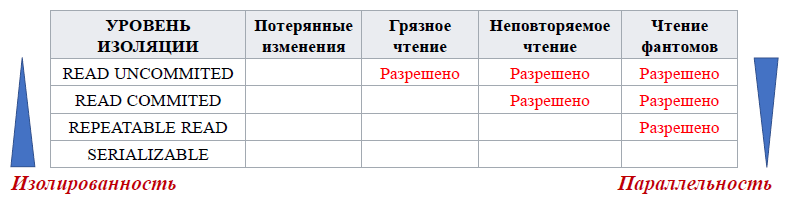 УРОВЕНЬ ИЗОЛЯЦИИ | Потерянные изменения | Грязное чтение | Неповторяемое чтение | Чтение фантомов
READ UNCOMMITED | | Разрешено | Разрешено | Разрешено
READ COMMITED | | | Разрешено | Разрешено
REPEATABLE READ | | | | Разрешено
SERIALIZABLE
Изолированность Параллельность